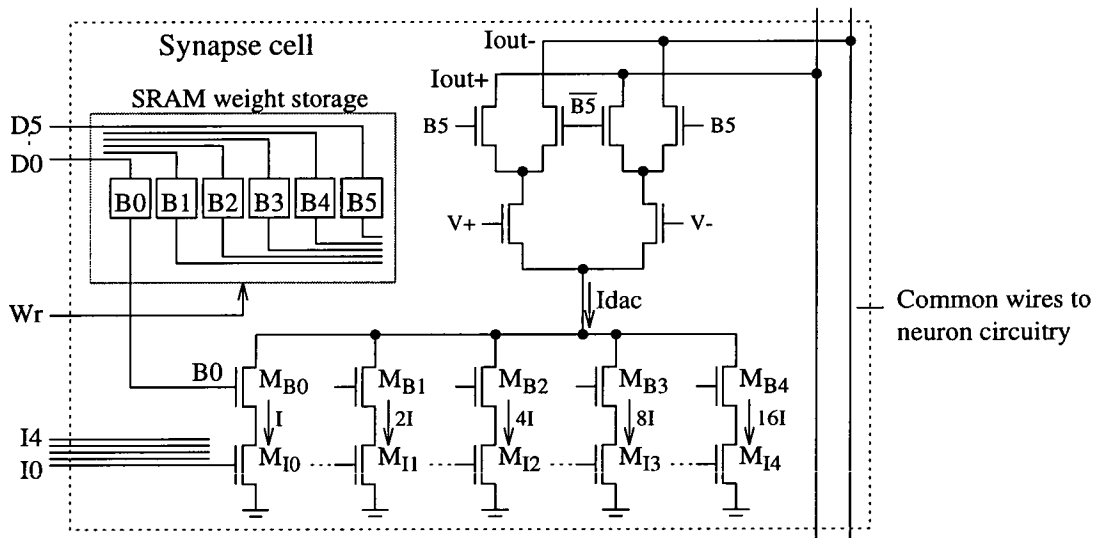 Synapse cell
Iout-
Iout+
SRAM weight storage
D5
D0
B0 B1 B2 B3 B4 B5
B5 B5 B5
V+ V-
Wr
Idac
Common wires to
neuron circuitry
B0
MB0 MB1 MB2 MB3 MB4
I 2I 4I 8I 16I
I4
I0
MI0 MI1 MI2 MI3 MI4